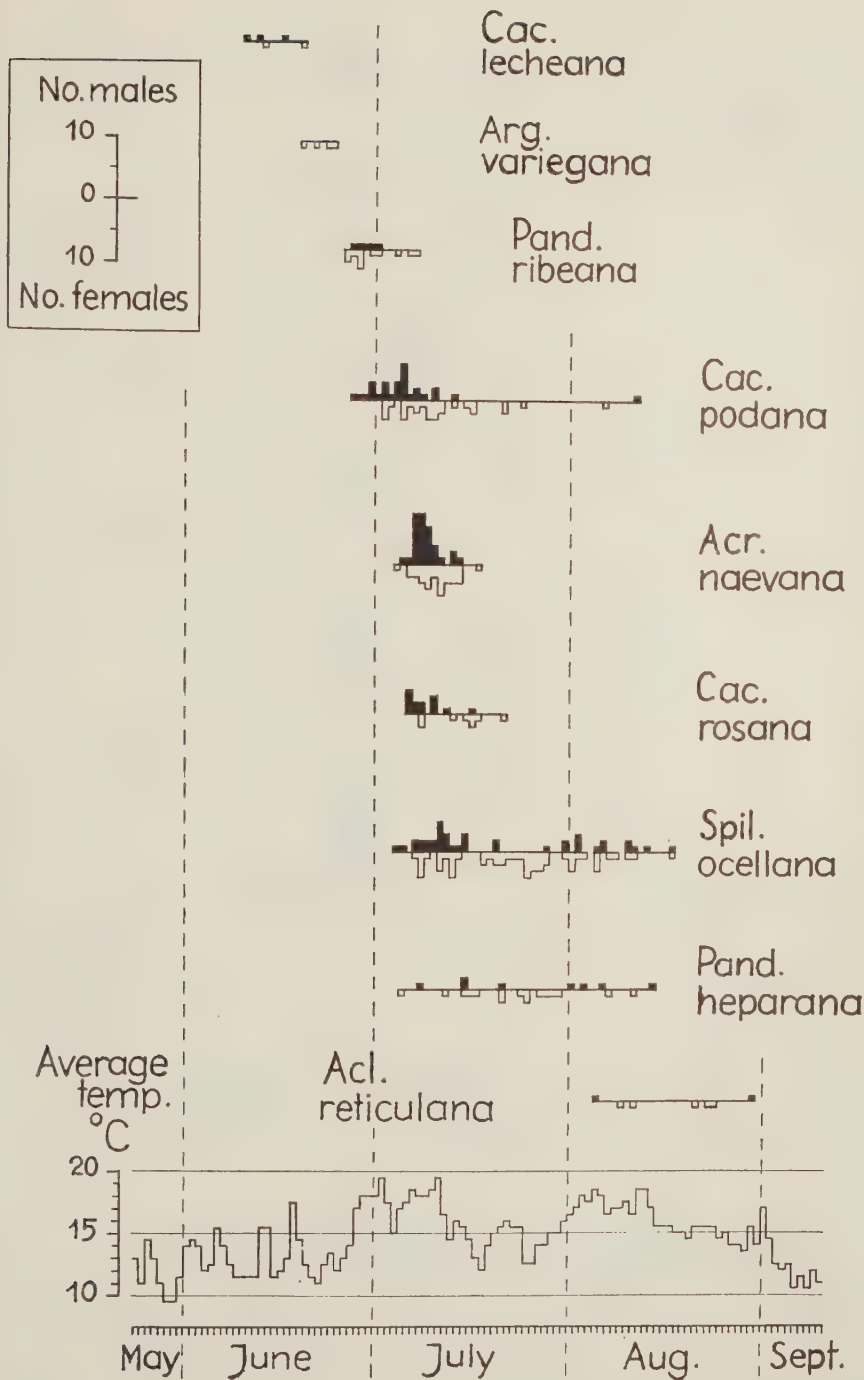 Cac.
lecheana
No. males
10
0
10
No. females
Arg.
variegana
Pand.
ribeana
Cac.
podana
Acr.
naevana
Cac.
rosana
Spil.
ocellana
Pand.
heparana
Average
temp.
°C
Acl.
reticulana
20
15
10
May June July Aug. Sept.